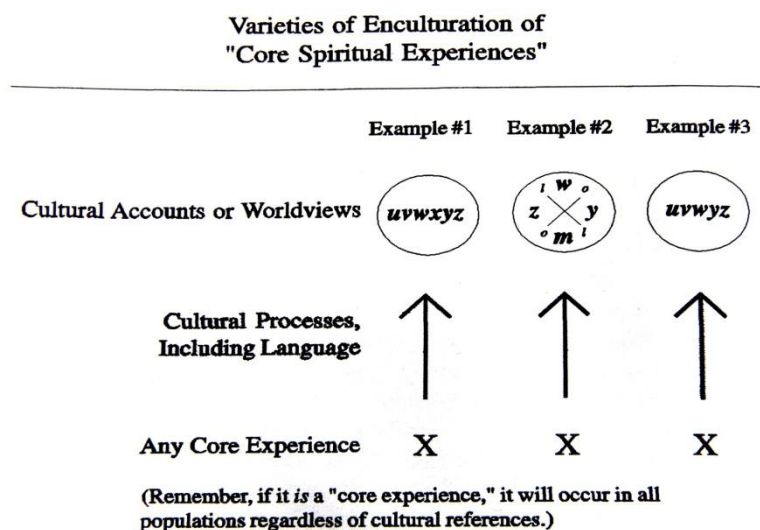 Varieties of Enculturation of
"Core Spiritual Experiences"
Example #1 Example #2 Example #3
Cultural Accounts or Worldviews
uvwxyz
l w o
z y
o m l
uvwyz
Cultural Processes,
Including Language
Any Core Experience X X X
(Remember, if it is a "core experience," it will occur in all
populations regardless of cultural references.)